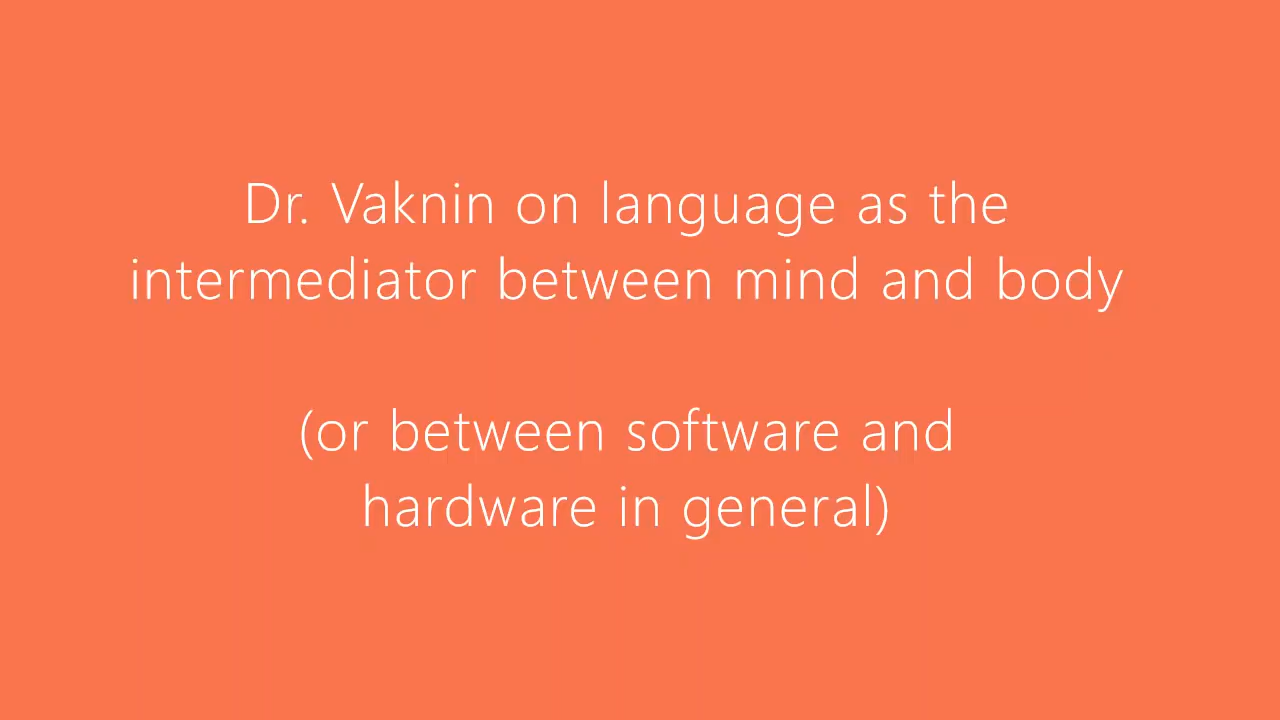 Dr. Vaknin on language as the
intermediator between mind and body
(or between software and
hardware in general)